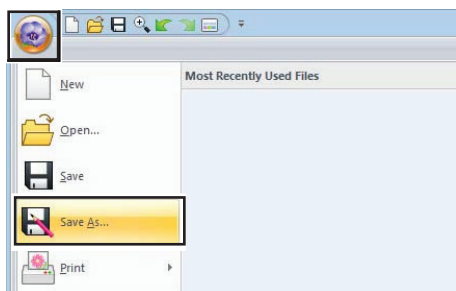 Most Recently Used Files
New
Open...
Save
Save As...
Print